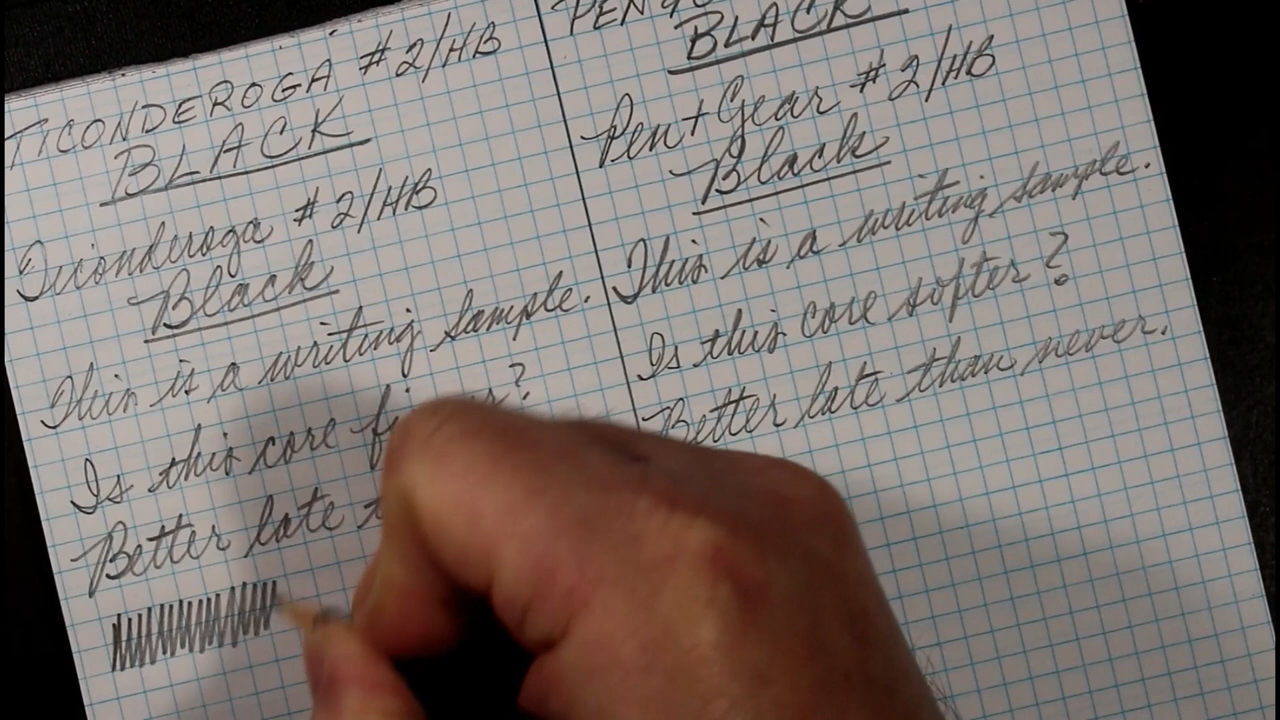 TICONDEROGA #2/HB
BLACK
Ticonderoga #2/HB
Black
This is a writing sample.
Is this core
Better late
BLACK
Pen+Gear #2/HB
Black
This is a writing sample.
Is this core softer?
Better late than never.